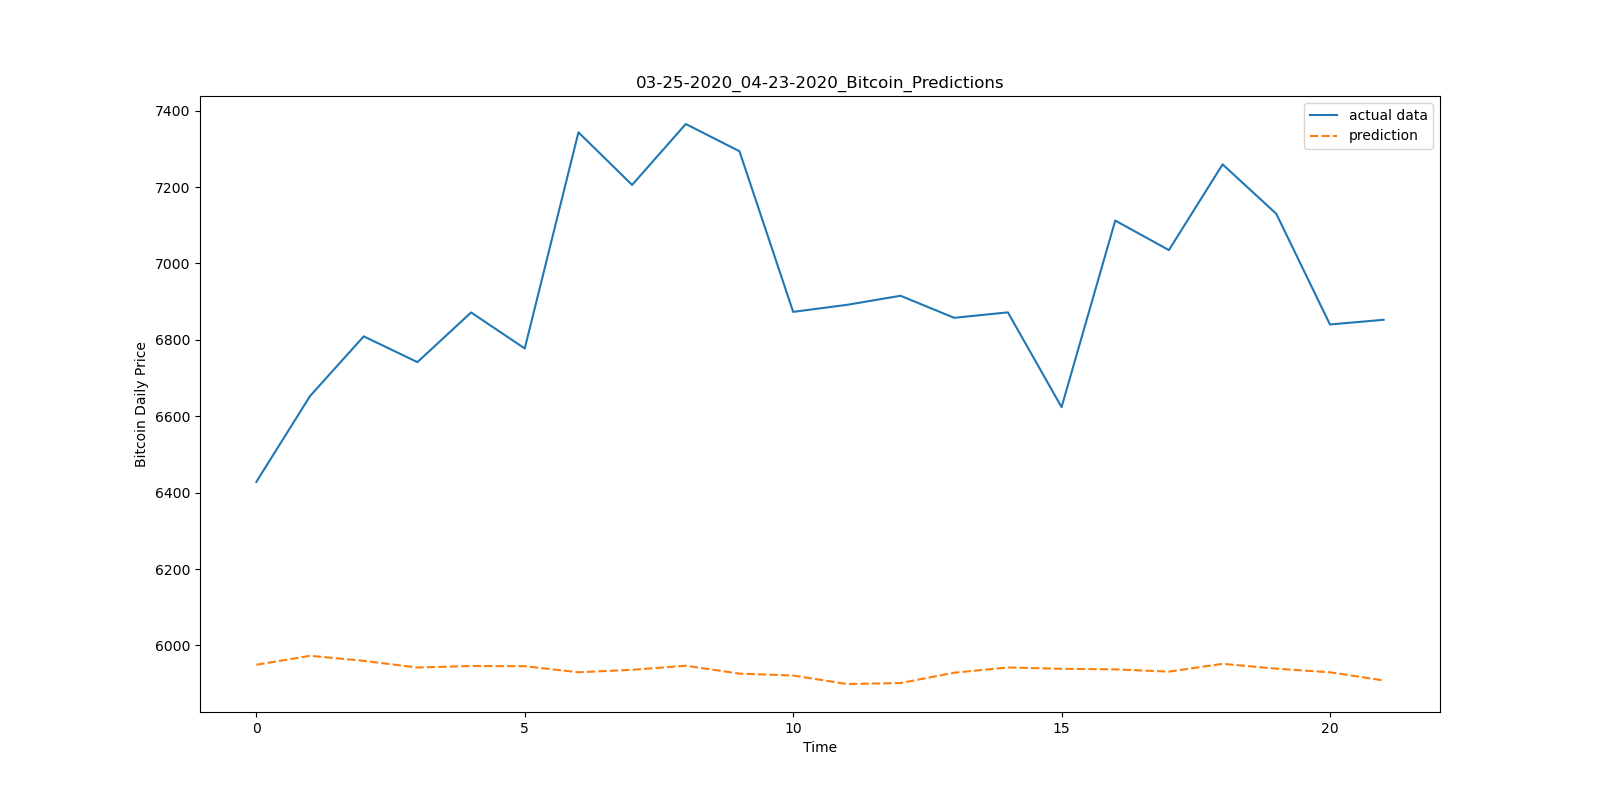 03-25-2020_04-23-2020_Bitcoin_Predictions
actual data
prediction
7400
7200
7000
6800
6600
6400
6200
6000
Bitcoin Daily Price
0 5 10 15 20
Time